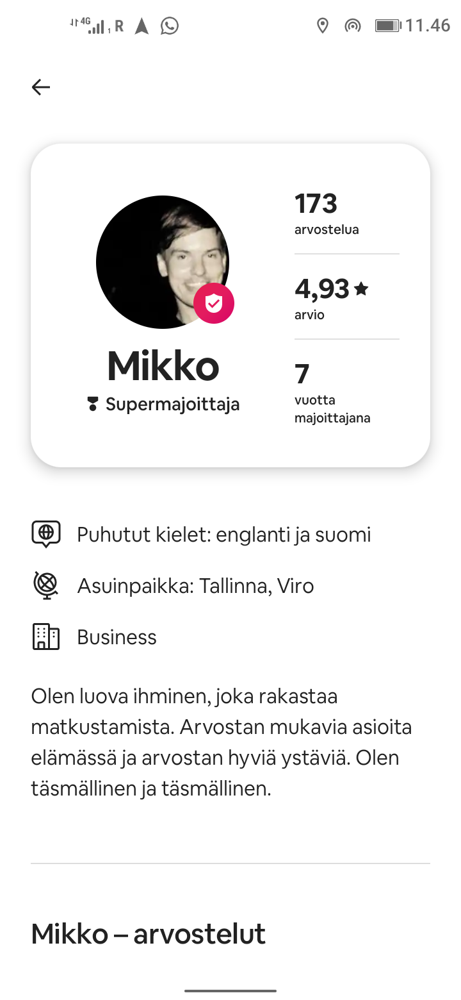 4G 1 R 11.46
173
arvostelua
4,93★
arvio
7
vuotta
majoittajana
Mikko
Supermajoittaja
Puhutut kielet: englanti ja suomi
Asuinpaikka: Tallinna, Viro
Business
Olen luova ihminen, joka rakastaa
matkustamista. Arvostan mukavia asioita
elämässä ja arvostan hyviä ystäviä. Olen
täsmällinen ja täsmällinen.
Mikko – arvostelut